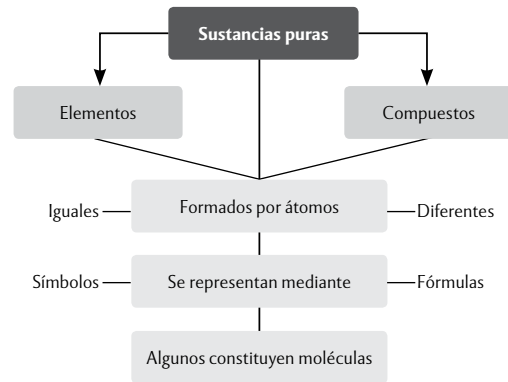 Sustancias puras
Elementos
Compuestos
Iguales
Formados por átomos
Diferentes
Símbolos
Se representan mediante
Fórmulas
Algunos constituyen moléculas